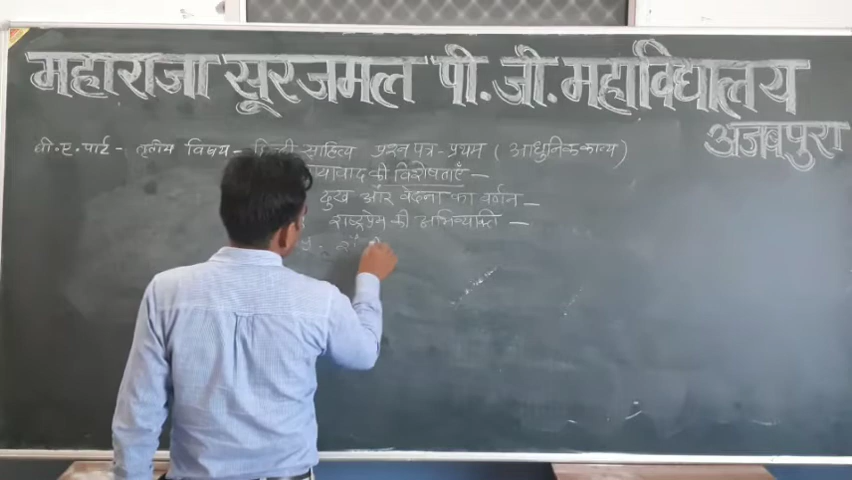 महाराजा सूरजमल पी.जी.महाविद्यालय
अजबपुरा
बी.ए.पार्ट - तृतीय विषय - हिन्दी साहित्य प्रश्न पत्र - प्रथम (आधुनिक काव्य)
की विशेषताएँ -
दुख और वेदना का वर्णन -
राष्ट्रप्रेम की अभिव्यक्ति -